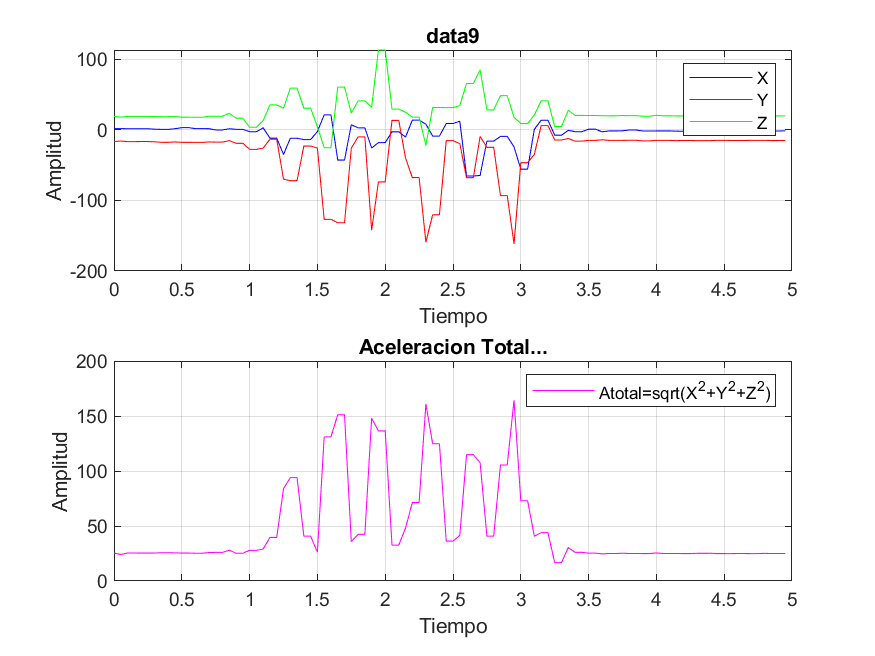 data9
100
0
-100
-200
Amplitud
X
Y
Z
0 0.5 1 1.5 2 2.5 3 3.5 4 4.5 5
Tiempo
Aceleracion Total...
200
150
100
50
0
Amplitud
Atotal=sqrt(X²+Y²+Z²)
0 0.5 1 1.5 2 2.5 3 3.5 4 4.5 5
Tiempo